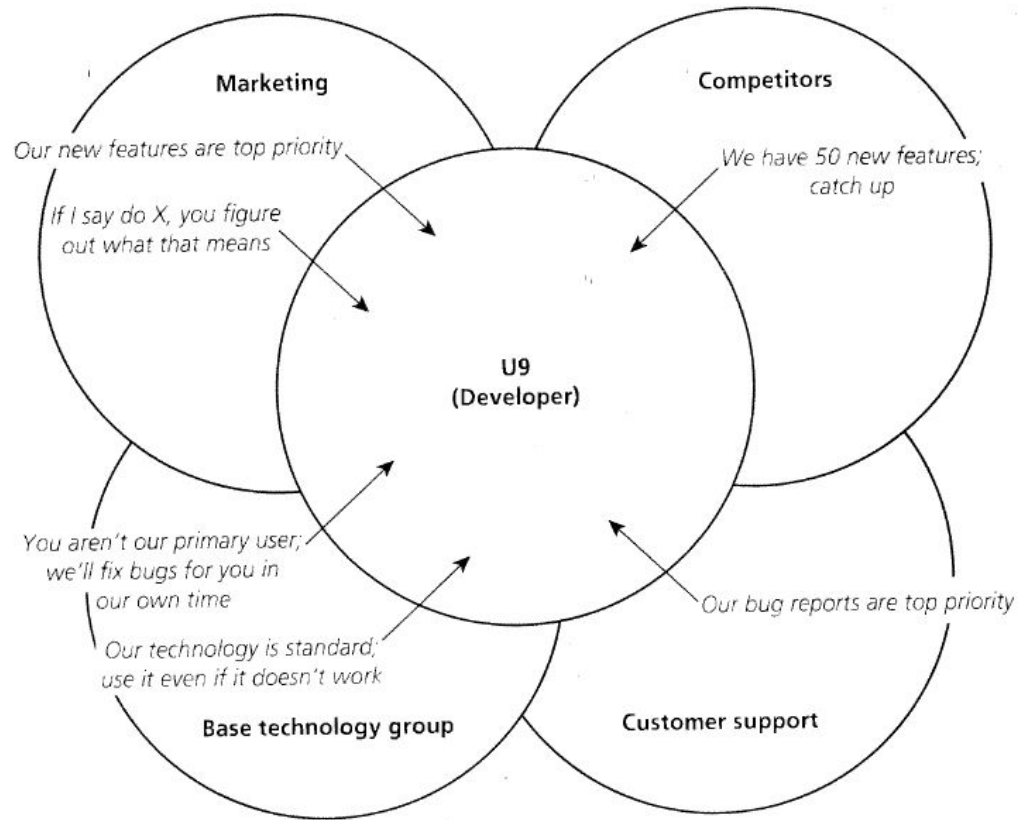 Marketing
Competitors
Our new features are top priority
We have 50 new features;
catch up
If I say do X, you figure
out what that means
U9
(Developer)
You aren't our primary user;
we'll fix bugs for you in
our own time
Our bug reports are top priority
Our technology is standard;
use it even if it doesn't work
Base technology group
Customer support